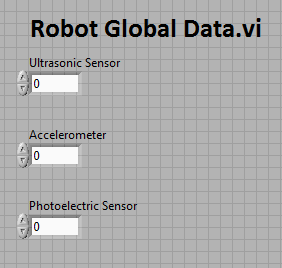 Robot Global Data.vi
Ultrasonic Sensor
0
Accelerometer
0
Photoelectric Sensor
0